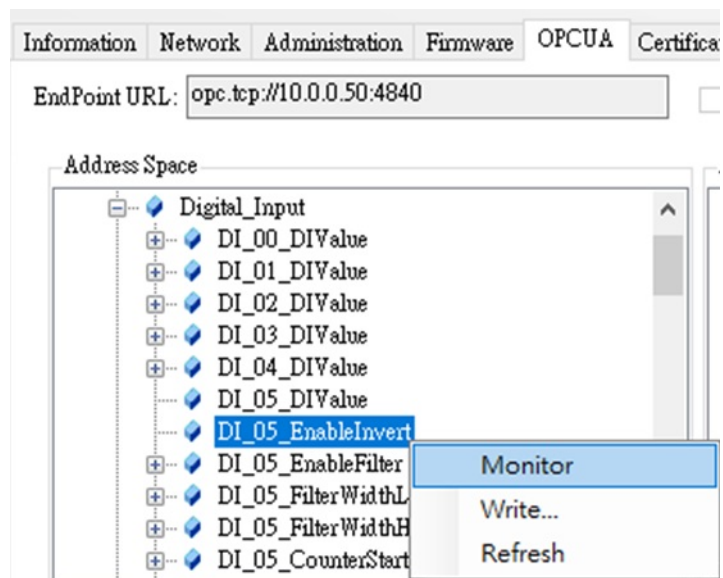 Information Network Administration Firmware OPCUA Certifica
EndPoint URL: opc.tcp://10.0.0.50:4840
Address Space
Digital_Input
DI_00_DIValue
DI_01_DIValue
DI_02_DIValue
DI_03_DIValue
DI_04_DIValue
DI_05_DIValue
DI_05_EnableInvert
DI_05_EnableFilter
Monitor
DI_05_FilterWidthL
Write...
DI_05_FilterWidthH
DI_05_CounterStart
Refresh